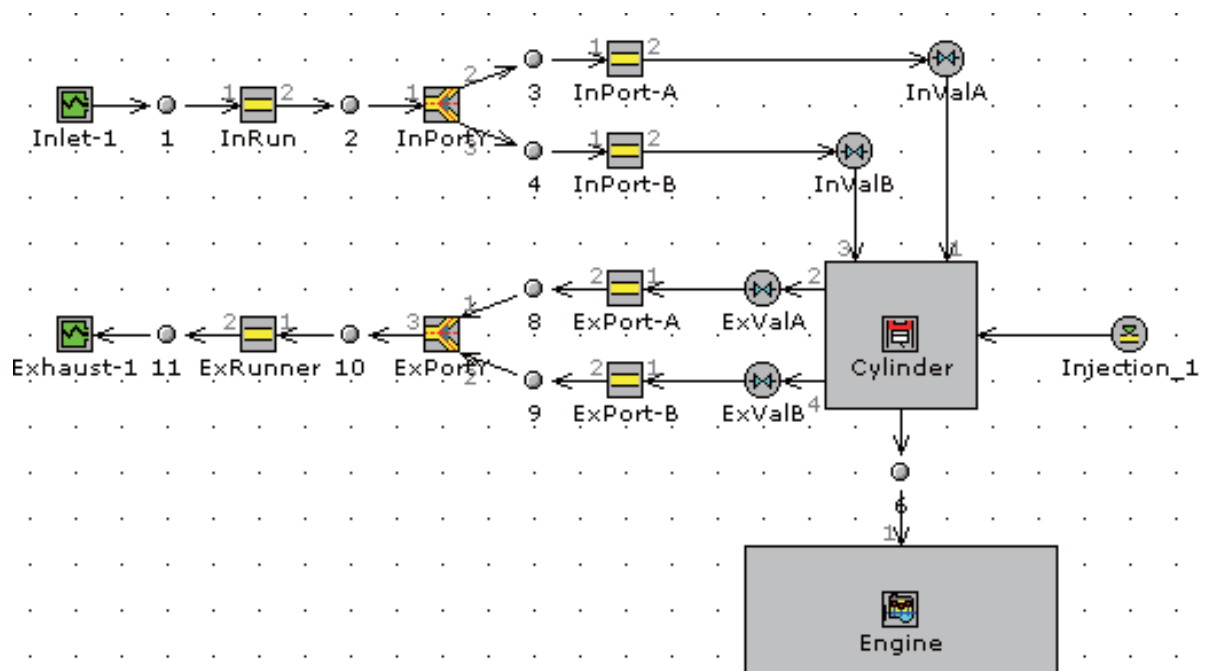 1 2 InValA
2 3 InPort-A
1 1 2 InPortY
Inlet-1 1 InRun 2
3 1 2
4 InPort-B InValB
3 1
2 1 2
1 8 ExPort-A ExValA
3 2 1
Exhaust-1 11 ExRunner 10 ExPortY Cylinder Injection_1
2 2 1 4
9 ExPort-B ExValB
6
1
Engine